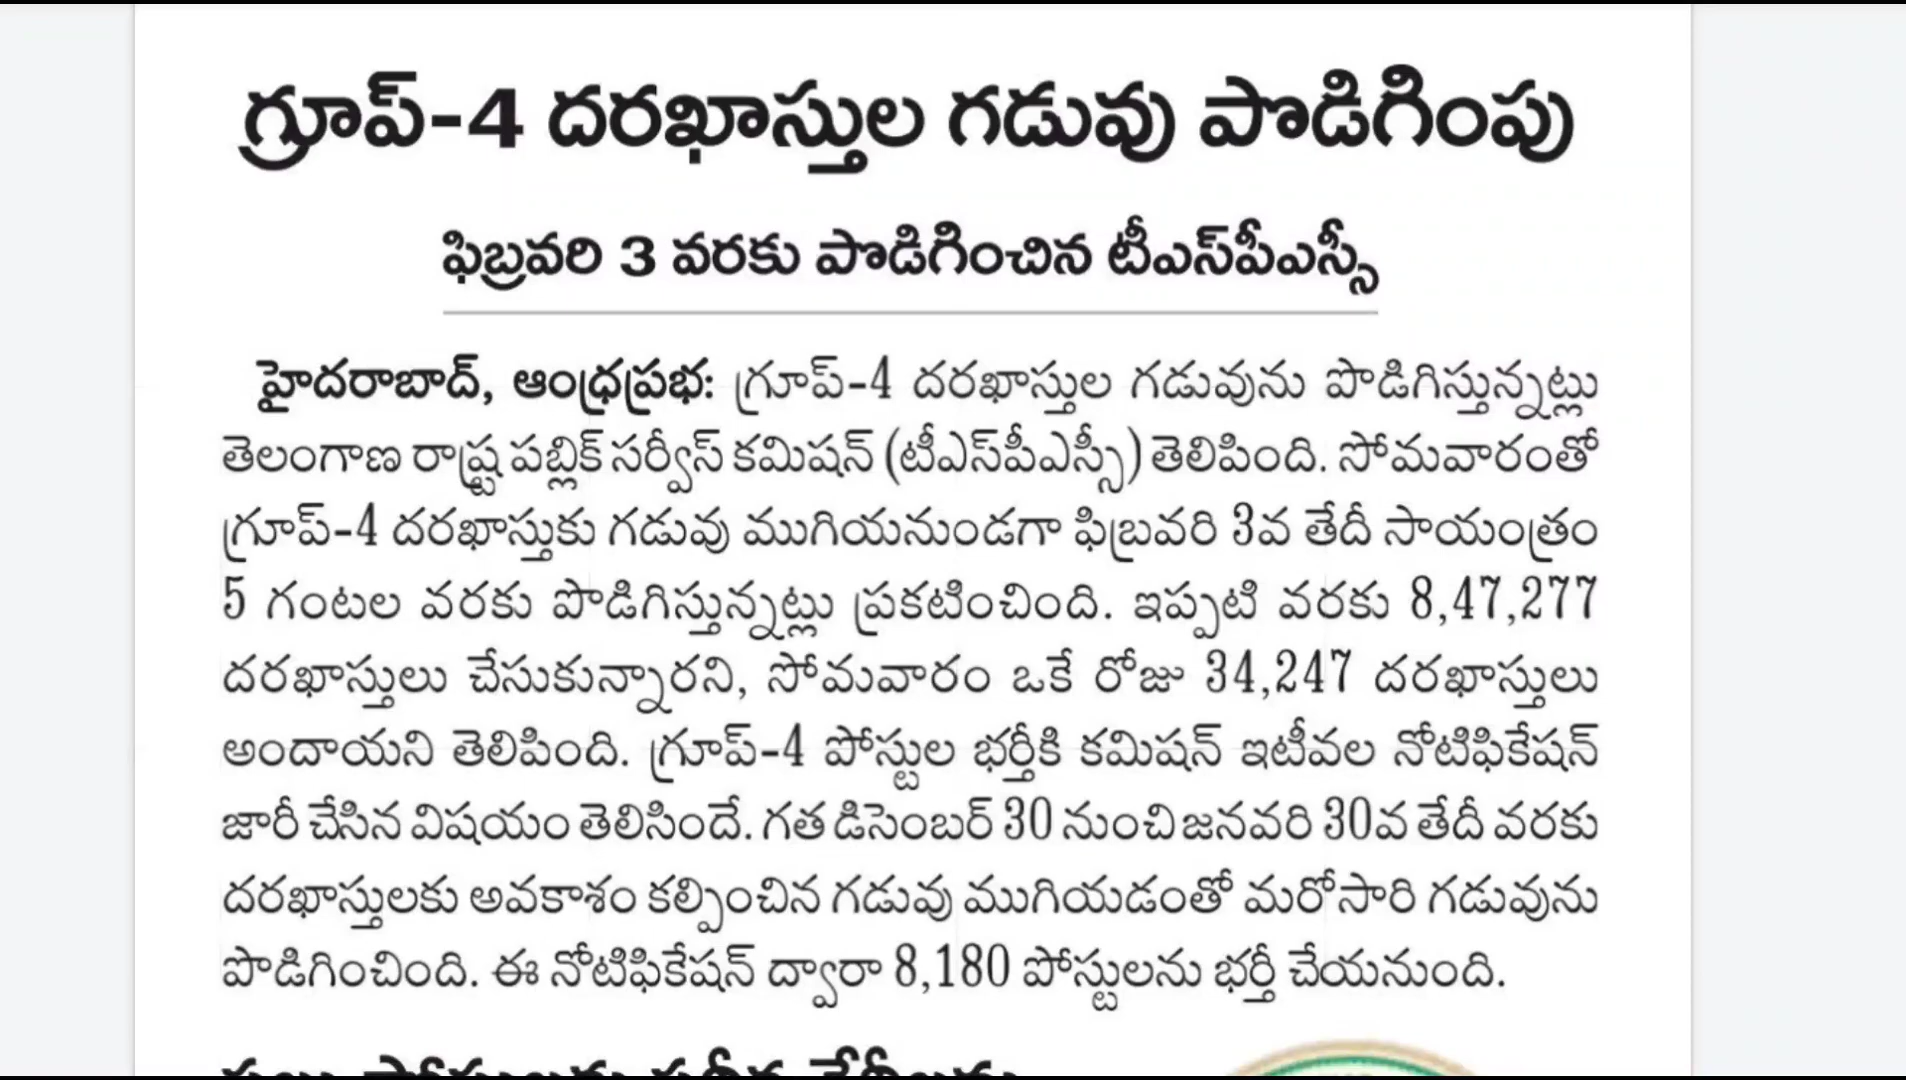 గ్రూప్-4 దరఖాస్తుల గడువు పొడిగింపు
ఫిబ్రవరి 3 వరకు పొడిగించిన టీఎస్‌పీఎస్సీ
హైదరాబాద్, ఆంధ్రప్రభ: గ్రూప్-4 దరఖాస్తుల గడువును పొడిగిస్తున్నట్లు
తెలంగాణ రాష్ట్ర పబ్లిక్ సర్వీస్ కమిషన్ (టీఎస్‌పీఎస్సీ) తెలిపింది. సోమవారంతో
గ్రూప్-4 దరఖాస్తుకు గడువు ముగియనుండగా ఫిబ్రవరి 3వ తేదీ సాయంత్రం
5 గంటల వరకు పొడిగిస్తున్నట్లు ప్రకటించింది. ఇప్పటి వరకు 8,47,277
దరఖాస్తులు చేసుకున్నారని, సోమవారం ఒకే రోజు 34,247 దరఖాస్తులు
అందాయని తెలిపింది. గ్రూప్-4 పోస్టుల భర్తీకి కమిషన్ ఇటీవల నోటిఫికేషన్
జారీ చేసిన విషయం తెలిసిందే. గత డిసెంబర్ 30 నుంచి జనవరి 30వ తేదీ వరకు
దరఖాస్తులకు అవకాశం కల్పించిన గడువు ముగియడంతో మరోసారి గడువును
పొడిగించింది. ఈ నోటిఫికేషన్ ద్వారా 8,180 పోస్టులను భర్తీ చేయనుంది.